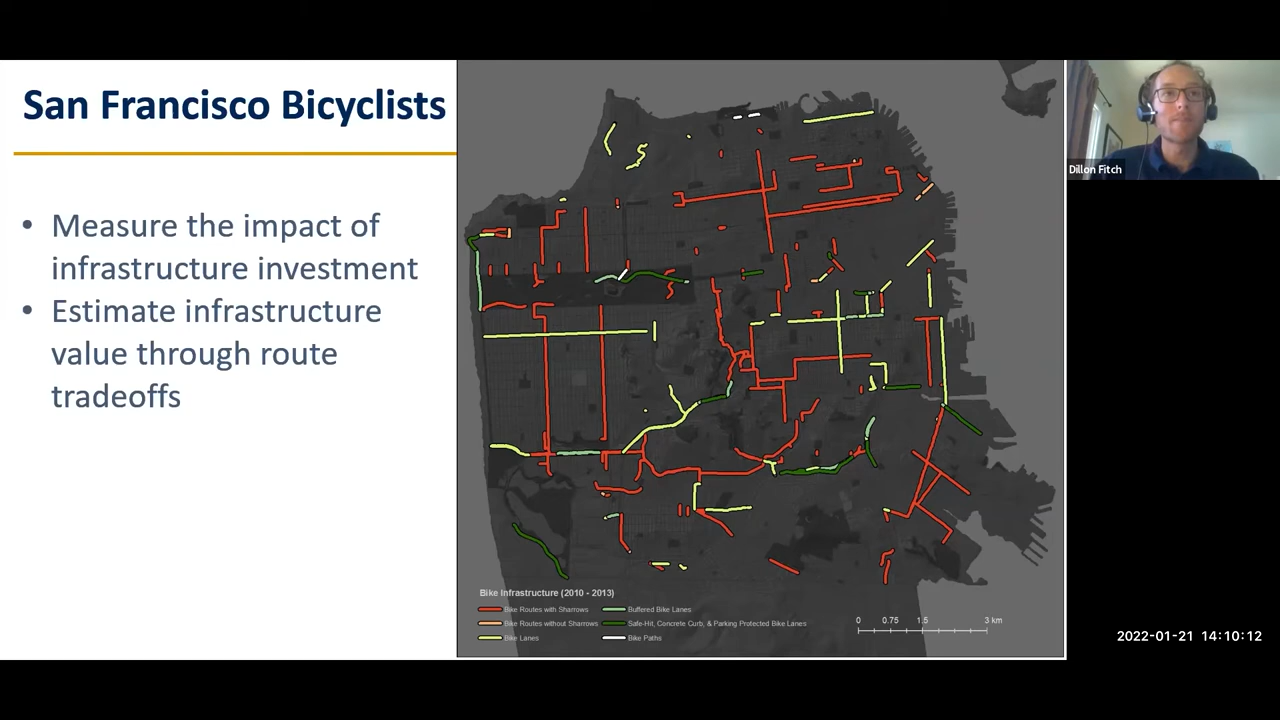 San Francisco Bicyclists
• Measure the impact of
infrastructure investment
• Estimate infrastructure
value through route
tradeoffs
Bike Infrastructure (2010 - 2013)
Bike Routes with Sharrows
Bike Routes without Sharrows
Bike Lanes
Buffered Bike Lanes
Safe-Hit, Concrete Curb, & Parking Protected Bike Lanes
Bike Paths
0 0.75 1.5 3 km
Dillon Fitch
2022-01-21 14:10:12